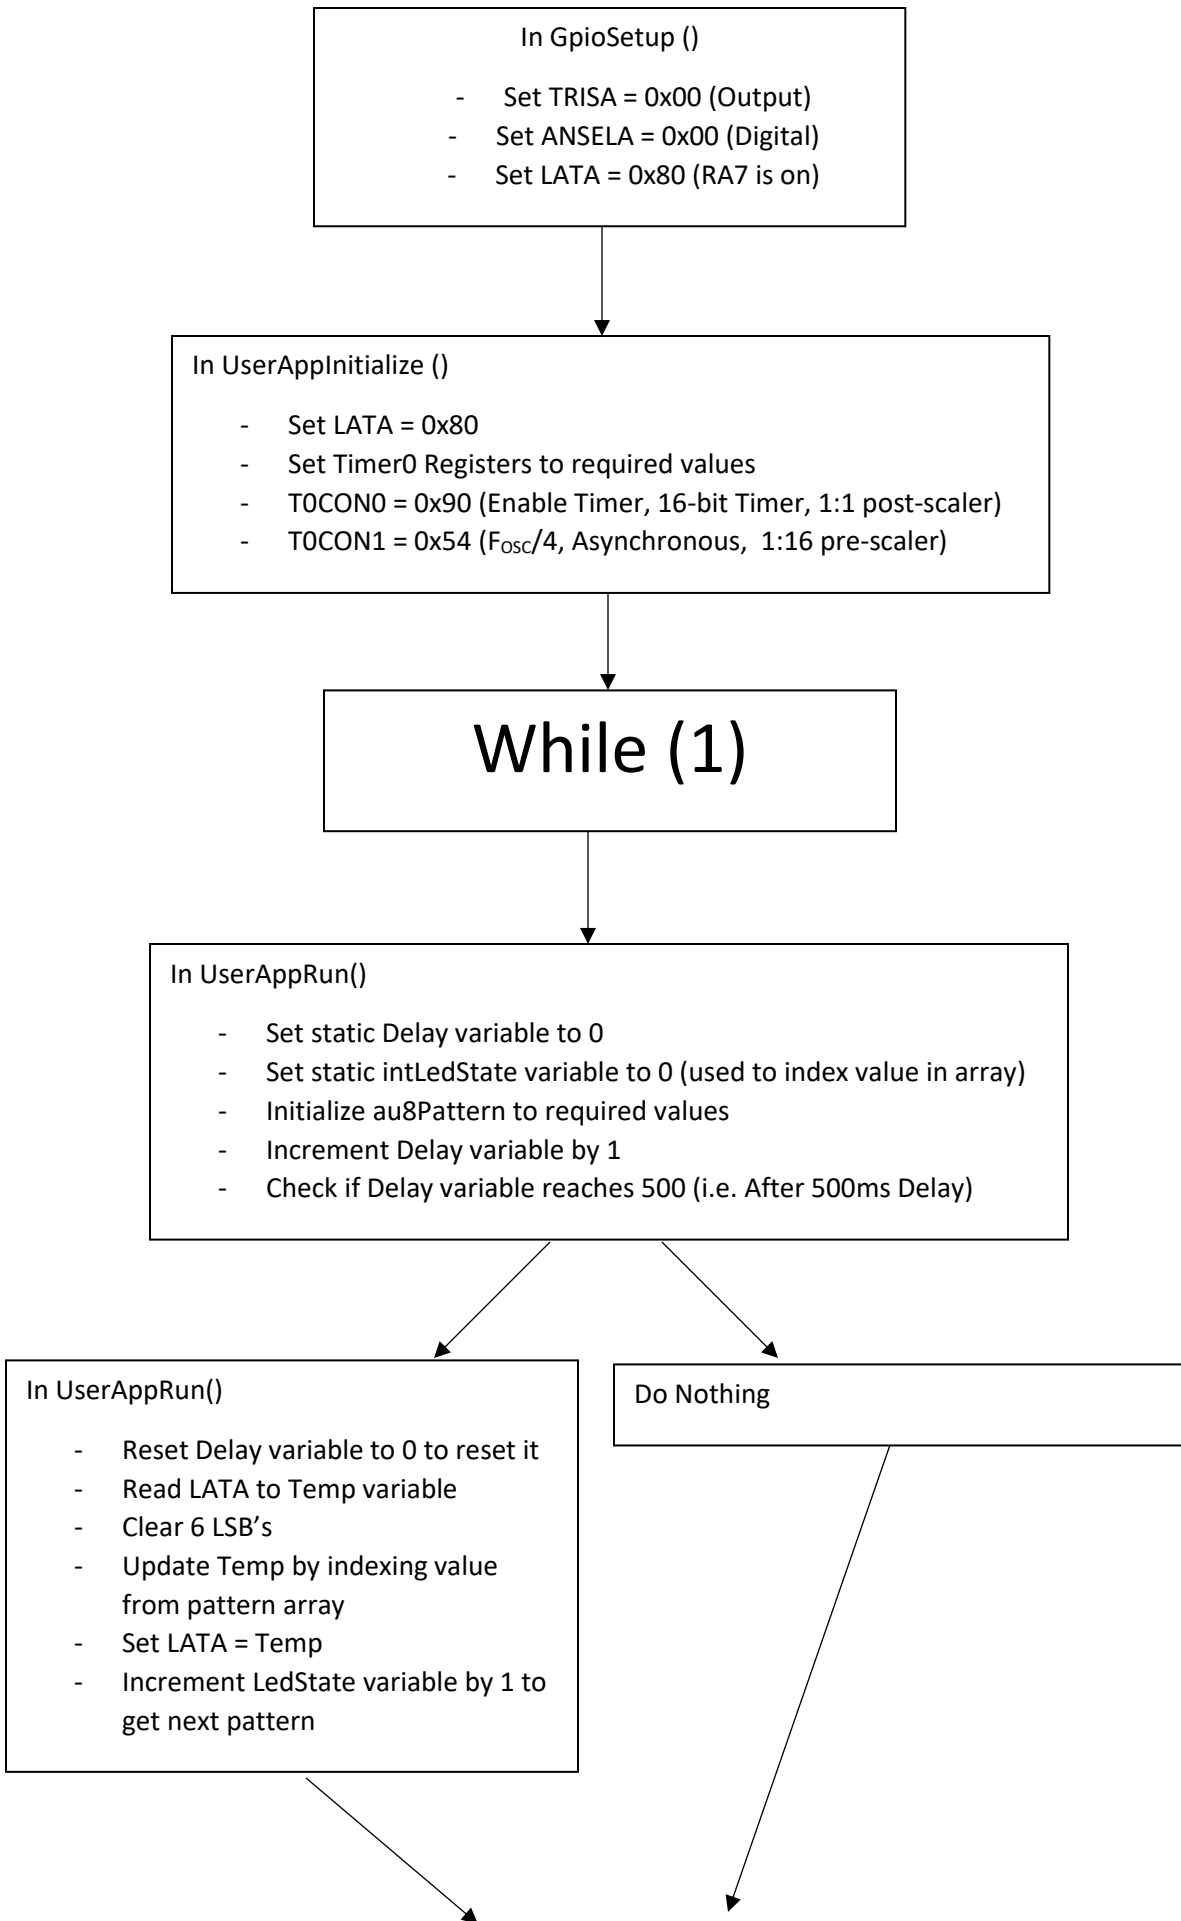 In GpioSetup ()
- Set TRISA = 0x00 (Output)
- Set ANSELA = 0x00 (Digital)
- Set LATA = 0x80 (RA7 is on)
In UserAppInitialize ()
- Set LATA = 0x80
- Set Timer0 Registers to required values
- T0CON0 = 0x90 (Enable Timer, 16-bit Timer, 1:1 post-scaler)
- T0CON1 = 0x54 (FOSC/4, Asynchronous, 1:16 pre-scaler)
While (1)
In UserAppRun()
- Set static Delay variable to 0
- Set static intLedState variable to 0 (used to index value in array)
- Initialize au8Pattern to required values
- Increment Delay variable by 1
- Check if Delay variable reaches 500 (i.e. After 500ms Delay)
In UserAppRun()
- Reset Delay variable to 0 to reset it
- Read LATA to Temp variable
- Clear 6 LSB’s
- Update Temp by indexing value
from pattern array
- Set LATA = Temp
- Increment LedState variable by 1 to
get next pattern
Do Nothing